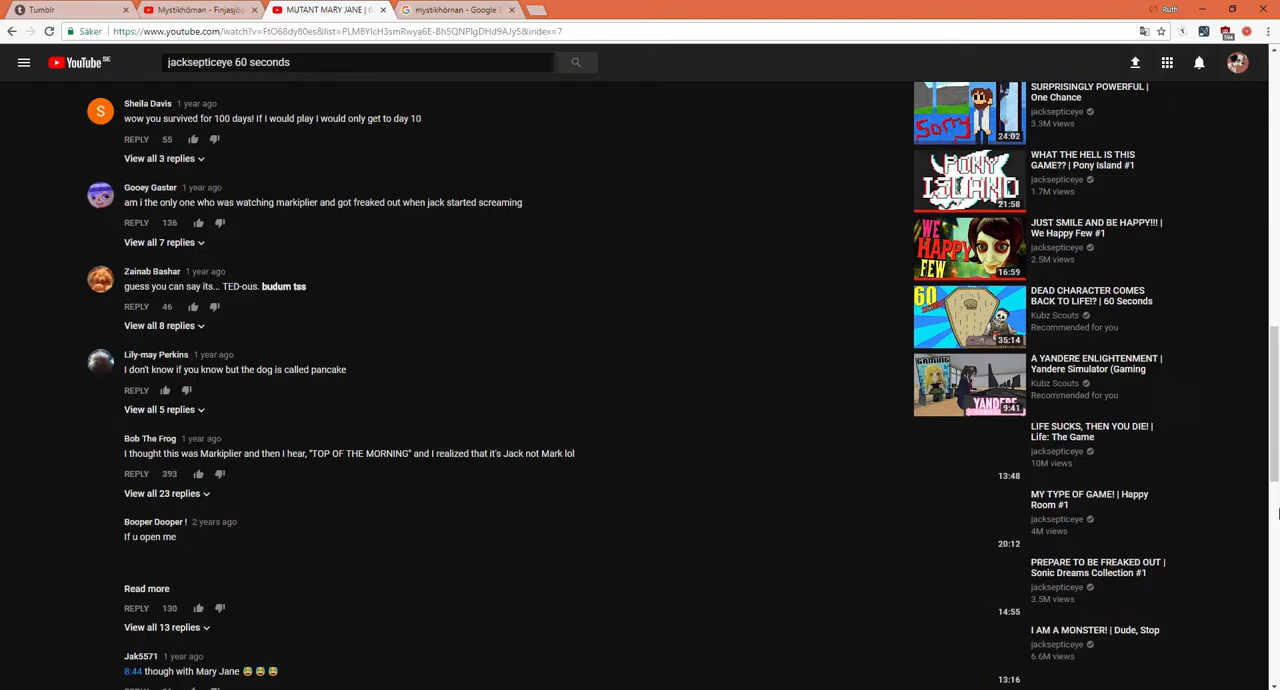 Tumblr
Mystikhörnan - Finjasjö
MUTANT MARY JANE | 6
mystikhörnan - Google S
Ruth
Säker
https://www.youtube.com/watch?v=FtO68dy80es&list=PLMBYlcH3smRwya6E-Bh5QNPlgDHd9AJy5&index=7
594
YouTube SE
jacksepticeye 60 seconds
Sheila Davis 1 year ago
S
wow you survived for 100 days! If I would play I would only get to day 10
REPLY 55
View all 3 replies
Gooey Gaster 1 year ago
am i the only one who was watching markiplier and got freaked out when jack started screaming
REPLY 136
View all 7 replies
Zainab Bashar 1 year ago
guess you can say its... TED-ous. budum tss
REPLY 46
View all 8 replies
Lily-may Perkins 1 year ago
I don't know if you know but the dog is called pancake
REPLY
View all 5 replies
Bob The Frog 1 year ago
I thought this was Markiplier and then I hear, "TOP OF THE MORNING" and I realized that it's Jack not Mark lol
REPLY 393
View all 23 replies
Booper Dooper ! 2 years ago
If u open me
Read more
REPLY 130
View all 13 replies
Jak5571 1 year ago
8:44 though with Mary Jane 😂 😂 😂
SURPRISINGLY POWERFUL |
One Chance
jacksepticeye
3.3M views
Sorry
24:02
WHAT THE HELL IS THIS
GAME?? | Pony Island #1
jacksepticeye
1.7M views
PONY
ISLAND
21:58
JUST SMILE AND BE HAPPY!!! |
We Happy Few #1
jacksepticeye
2.5M views
WE
HAPPY
FEW
16:59
DEAD CHARACTER COMES
BACK TO LIFE!? | 60 Seconds
Kubz Scouts
Recommended for you
60
35:14
A YANDERE ENLIGHTENMENT |
Yandere Simulator (Gaming
Kubz Scouts
Recommended for you
GAMING
YANDERE
9:41
LIFE SUCKS, THEN YOU DIE! |
Life: The Game
jacksepticeye
10M views
13:48
MY TYPE OF GAME! | Happy
Room #1
jacksepticeye
4M views
20:12
PREPARE TO BE FREAKED OUT |
Sonic Dreams Collection #1
jacksepticeye
3.5M views
14:55
I AM A MONSTER! | Dude, Stop
jacksepticeye
6.6M views
13:16